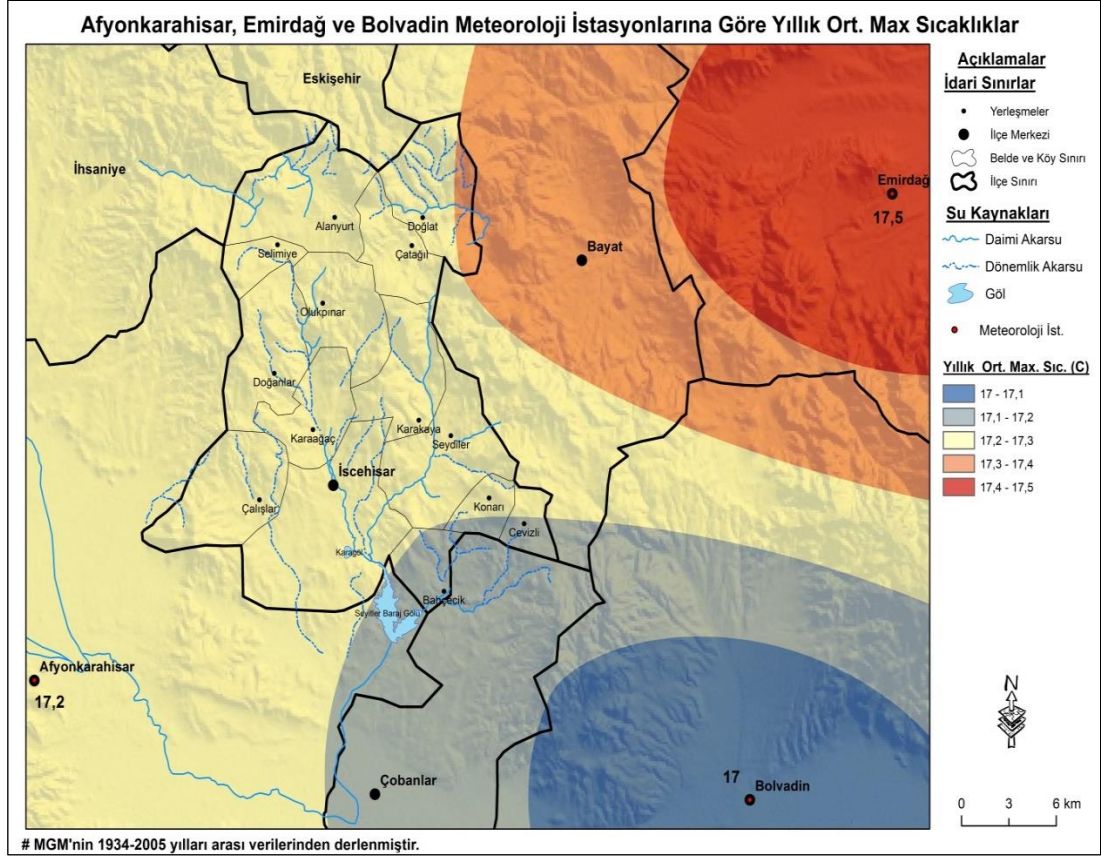 Afyonkarahisar, Emirdağ ve Bolvadin Meteoroloji İstasyonlarına Göre Yıllık Ort. Max Sıcaklıklar
Eskişehir
İhsaniye
Emirdağ
17,5
Alanyurt
Doğlat
Selimiye
Çatağıl
Bayat
Olukpınar
Doğanlar
Karaağaç
Karakaya
Seydiler
İscehisar
Çalışlar
Konarı
Cevizli
Karagöl
Bahçecik
Seyitler Baraj Gölü
Afyonkarahisar
17,2
Çobanlar
17
Bolvadin
Açıklamalar
İdari Sınırlar
Yerleşmeler
İlçe Merkezi
Belde ve Köy Sınırı
İlçe Sınırı
Su Kaynakları
Daimi Akarsu
Dönemlik Akarsu
Göl
Meteoroloji İst.
Yıllık Ort. Max. Sıc. (C)
17 - 17,1
17,1 - 17,2
17,2 - 17,3
17,3 - 17,4
17,4 - 17,5
N
0 3 6 km
# MGM'nin 1934-2005 yılları arası verilerinden derlenmiştir.